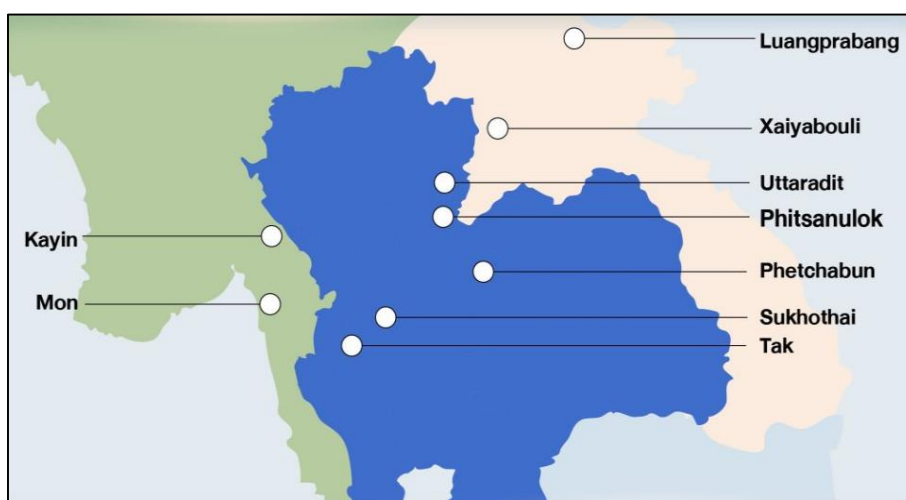 Luangprabang
Xaiyabouli
Uttaradit
Phitsanulok
Kayin
Phetchabun
Mon
Sukhothai
Tak